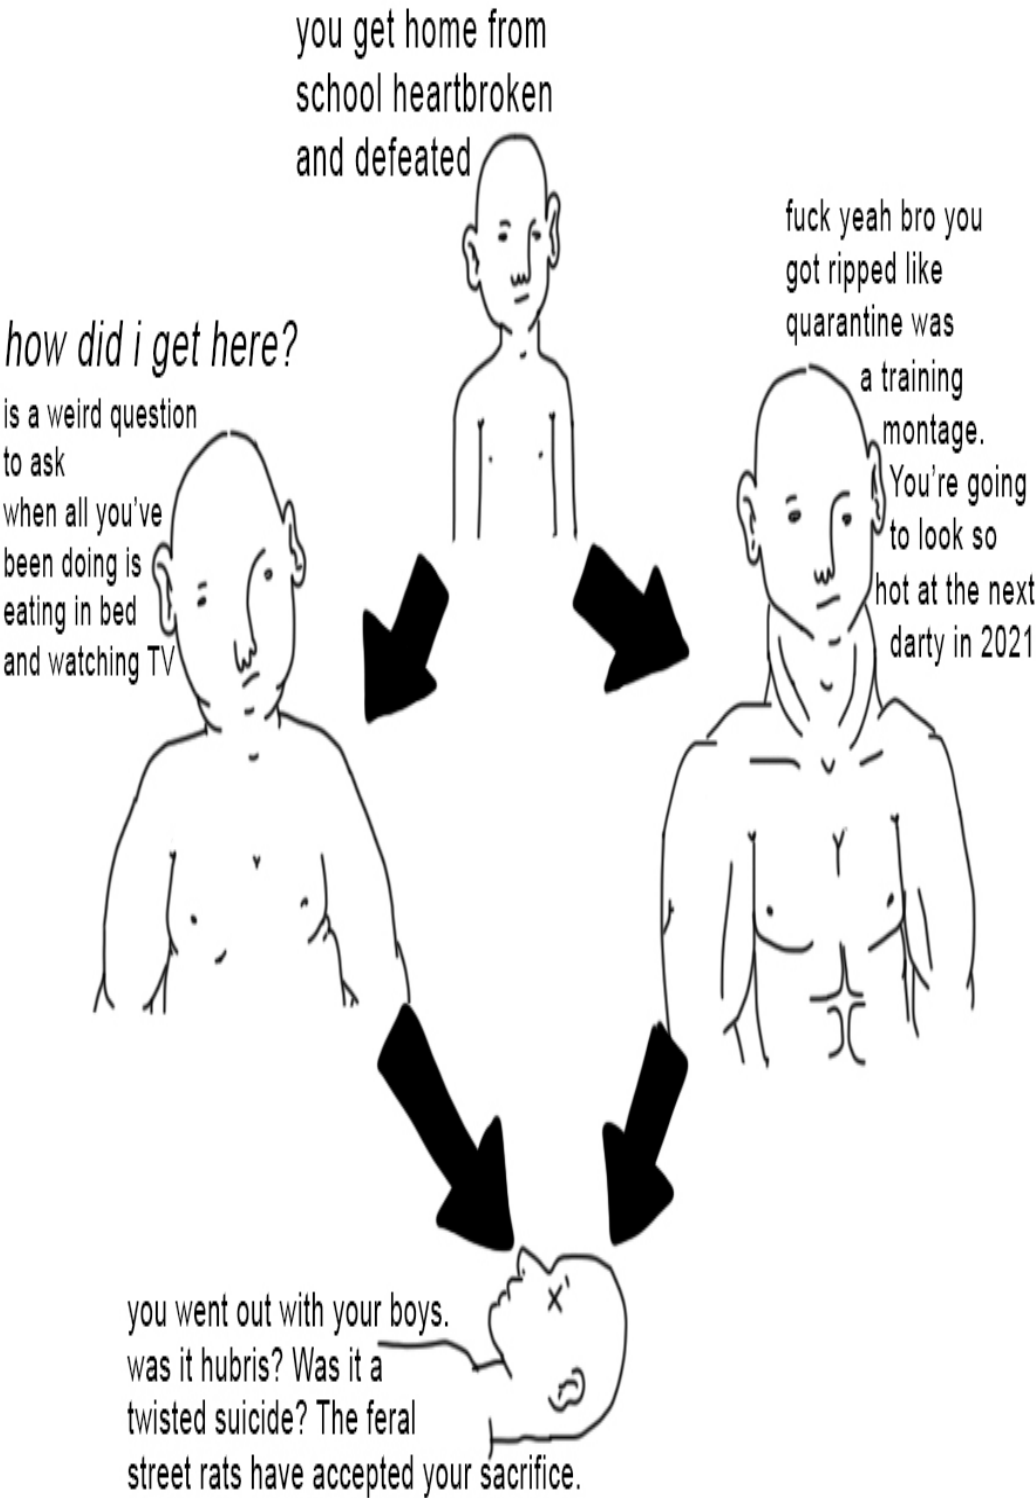 you get home from
school heartbroken
and defeated
how did i get here?
is a weird question
to ask
when all you've
been doing is
eating in bed
and watching TV
fuck yeah bro you
got ripped like
quarantine was
a training
montage.
You're going
to look so
hot at the next
darty in 2021
you went out with your boys.
was it hubris? Was it a
twisted suicide? The feral
street rats have accepted your sacrifice.